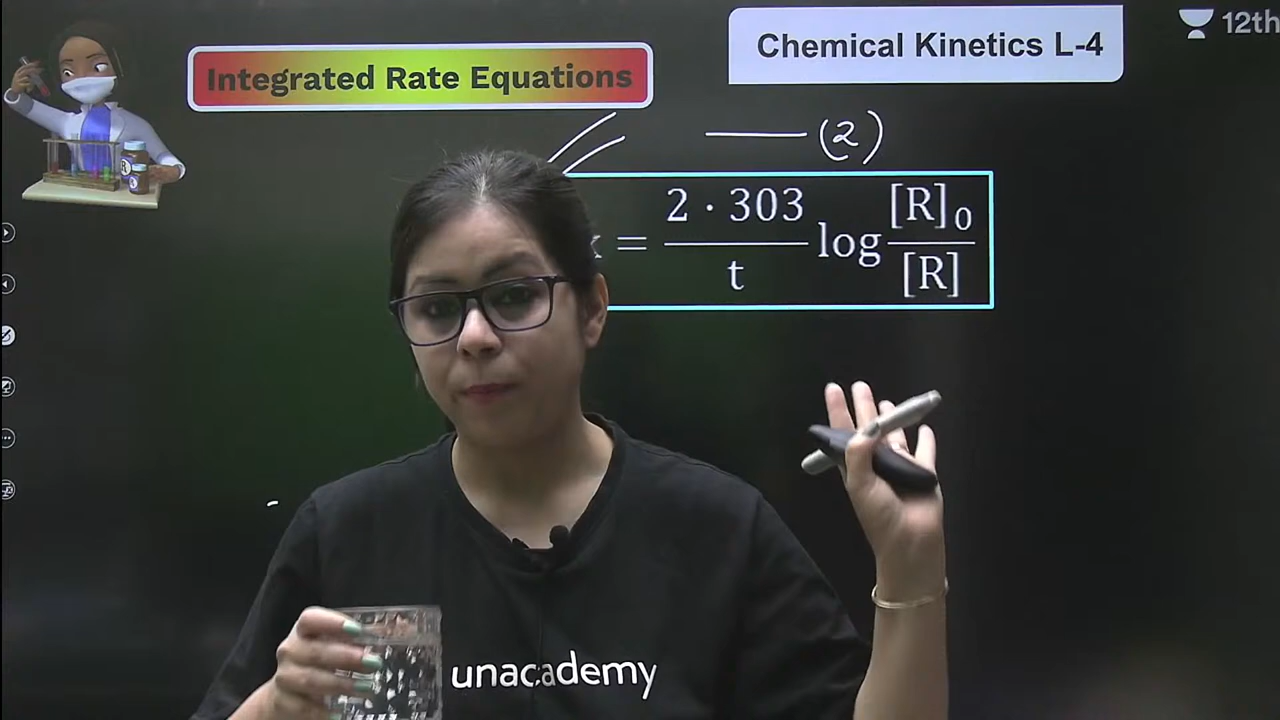 Chemical Kinetics L-4
12th
Integrated Rate Equations
(2)
k = 2·303/t log [R]₀/[R]
unacademy